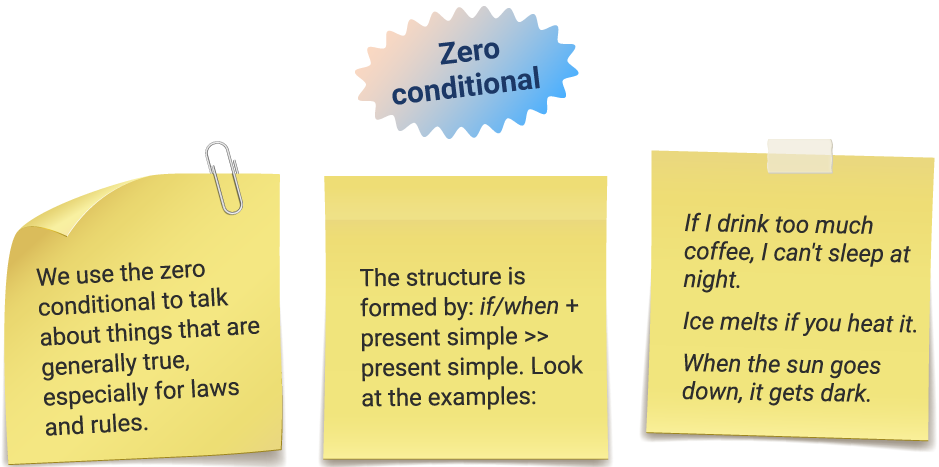 Zero
conditional
We use the zero
conditional to talk
about things that are
generally true,
especially for laws
and rules.
The structure is
formed by: if/when +
present simple >>
present simple. Look
at the examples:
If I drink too much
coffee, I can't sleep at
night.
Ice melts if you heat it.
When the sun goes
down, it gets dark.